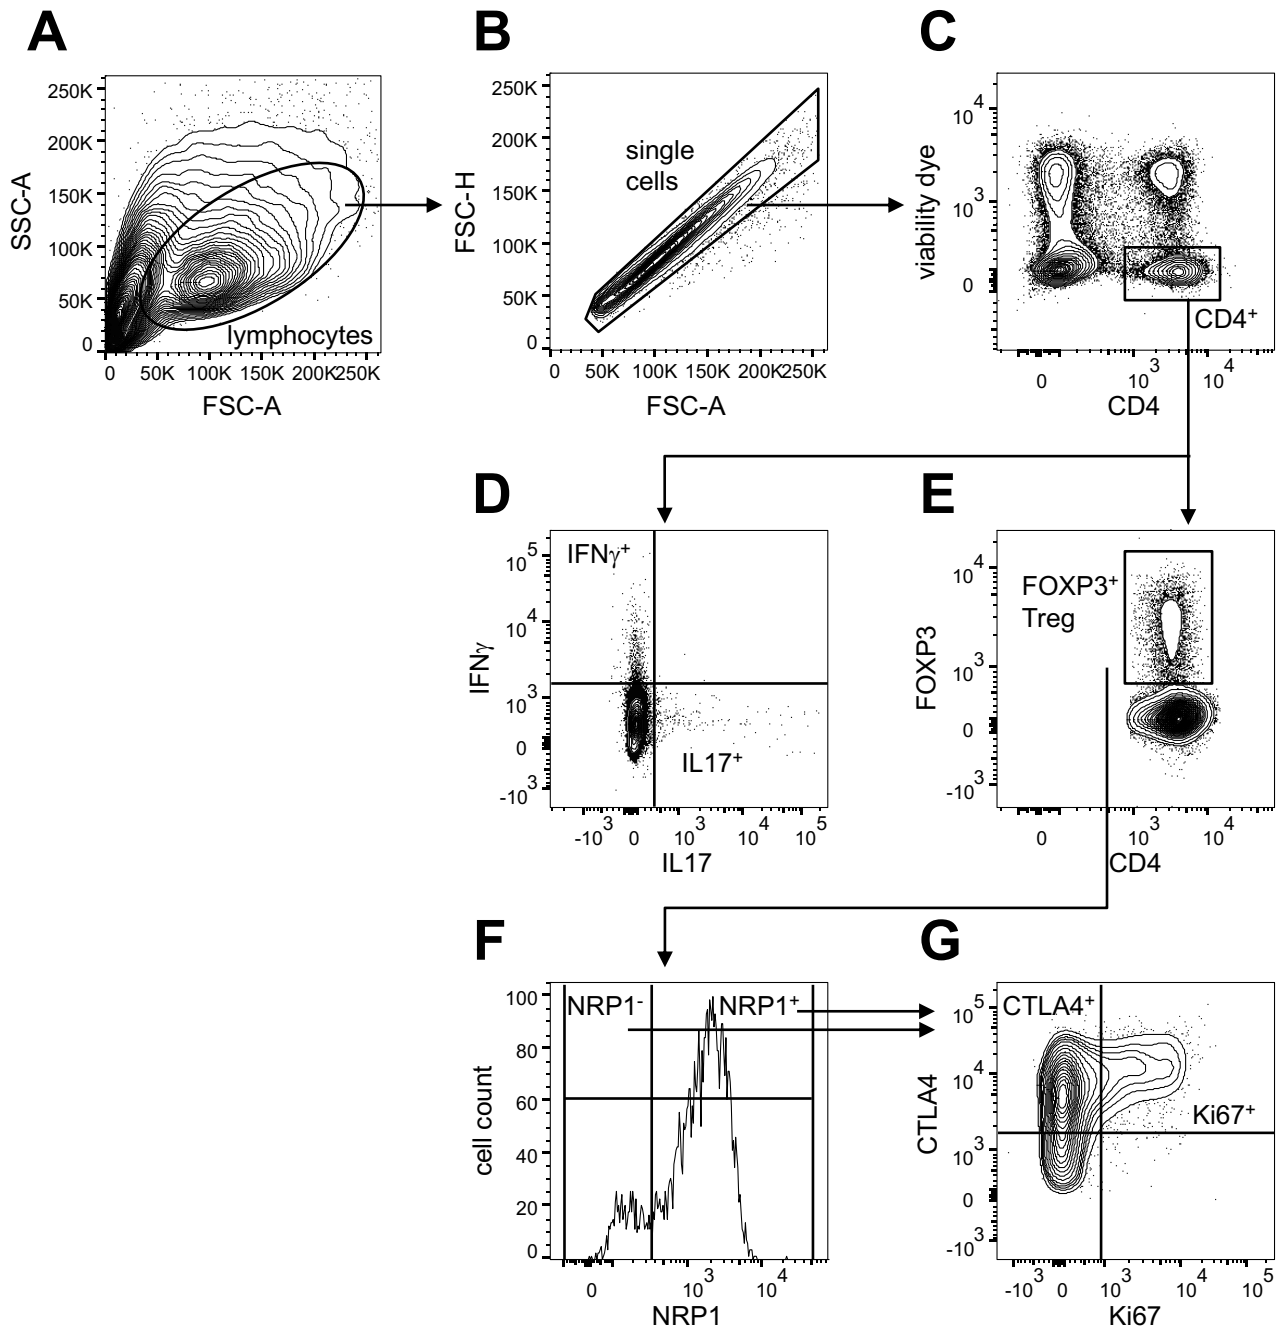 A
B
C
250K
200K
150K
100K
50K
0
SSC-A
lymphocytes
0 50K 100K 150K 200K 250K
FSC-A
250K
200K
150K
100K
50K
0
FSC-H
single
cells
0 50K 100K 150K 200K 250K
FSC-A
10^4
10^3
0
viability dye
CD4^+
0 10^3 10^4
CD4
D
E
10^5
10^4
10^3
0
-10^3
IFNγ
IFNγ^+
IL17^+
-10^3 0 10^3 10^4 10^5
IL17
10^4
10^3
0
-10^3
FOXP3
FOXP3^+
Treg
0 10^3 10^4
CD4
F
G
100
80
60
40
20
0
cell count
NRP1^-
NRP1^+
0 10^3 10^4
NRP1
10^5
10^4
10^3
0
-10^3
CTLA4
CTLA4^+
Ki67^+
-10^3 0 10^3 10^4 10^5
Ki67